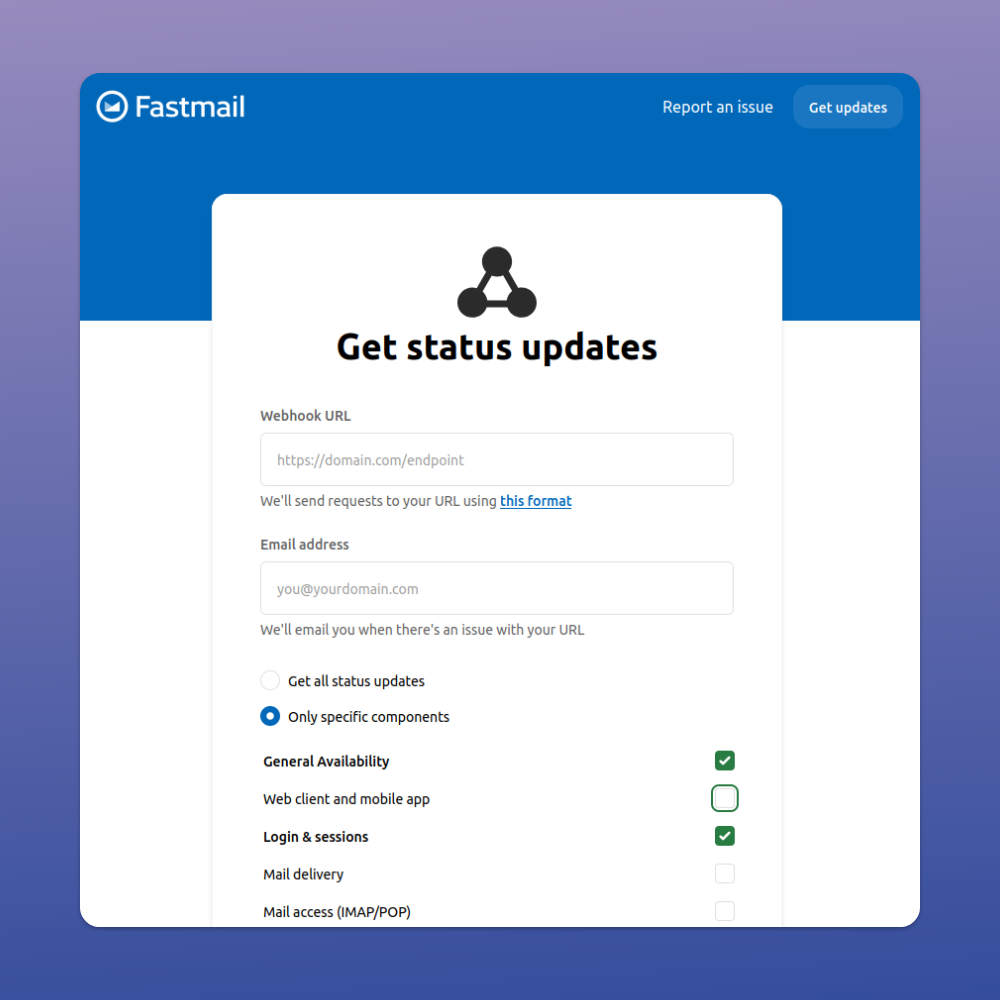 Fastmail
Report an issue
Get updates
Get status updates
Webhook URL
https://domain.com/endpoint
We'll send requests to your URL using this format
Email address
you@yourdomain.com
We'll email you when there's an issue with your URL
Get all status updates
Only specific components
General Availability
Web client and mobile app
Login & sessions
Mail delivery
Mail access (IMAP/POP)